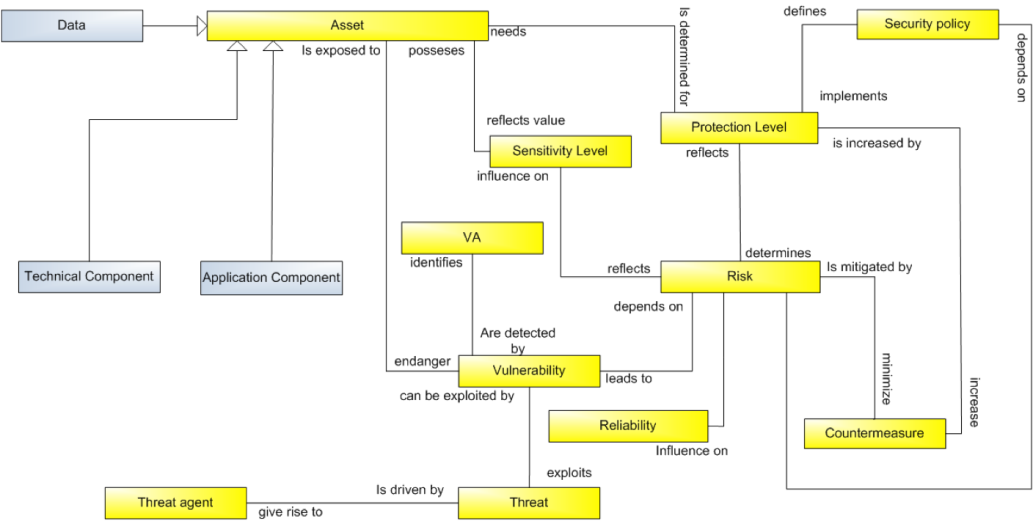 Data
Asset
needs
Is determined for
defines
Security policy
depends on
Is exposed to
posseses
implements
reflects value
Protection Level
is increased by
Sensitivity Level
reflects
influence on
VA
identifies
determines
reflects
Risk
Is mitigated by
Technical Component
Application Component
depends on
Are detected
by
endanger
Vulnerability
leads to
minimize
increase
can be exploited by
Reliability
Countermeasure
Influence on
exploits
Is driven by
Threat agent
give rise to
Threat